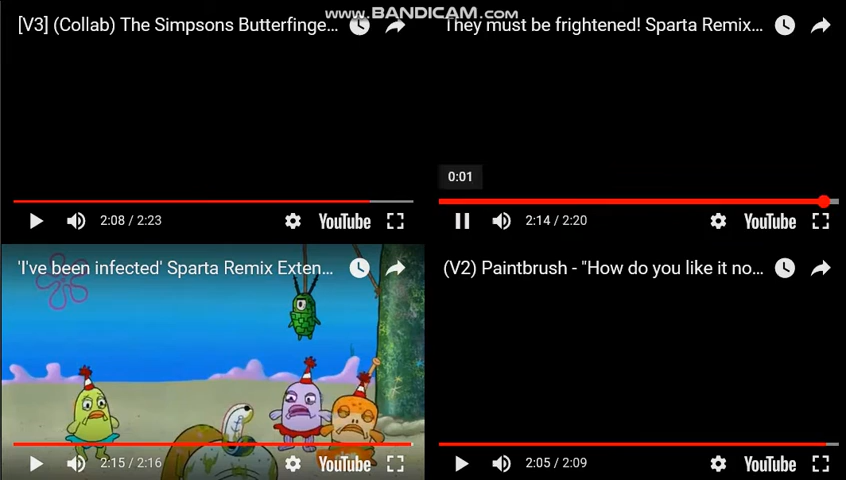 www.BANDICAM.com
[V3] (Collab) The Simpsons Butterfinge...
They must be frightened! Sparta Remix...
0:01
2:08 / 2:23
YouTube
2:14 / 2:20
YouTube
'I've been infected' Sparta Remix Exten...
(V2) Paintbrush - "How do you like it no...
2:15 / 2:16
YouTube
2:05 / 2:09
YouTube